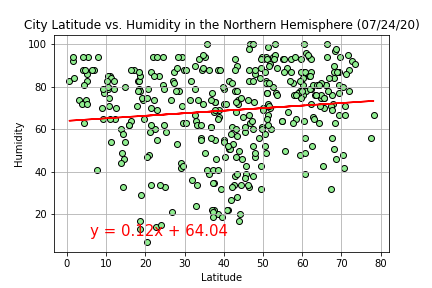 City Latitude vs. Humidity in the Northern Hemisphere (07/24/20)
100
80
60
40
20
Humidity
y = 0.12x + 64.04
0 10 20 30 40 50 60 70 80
Latitude